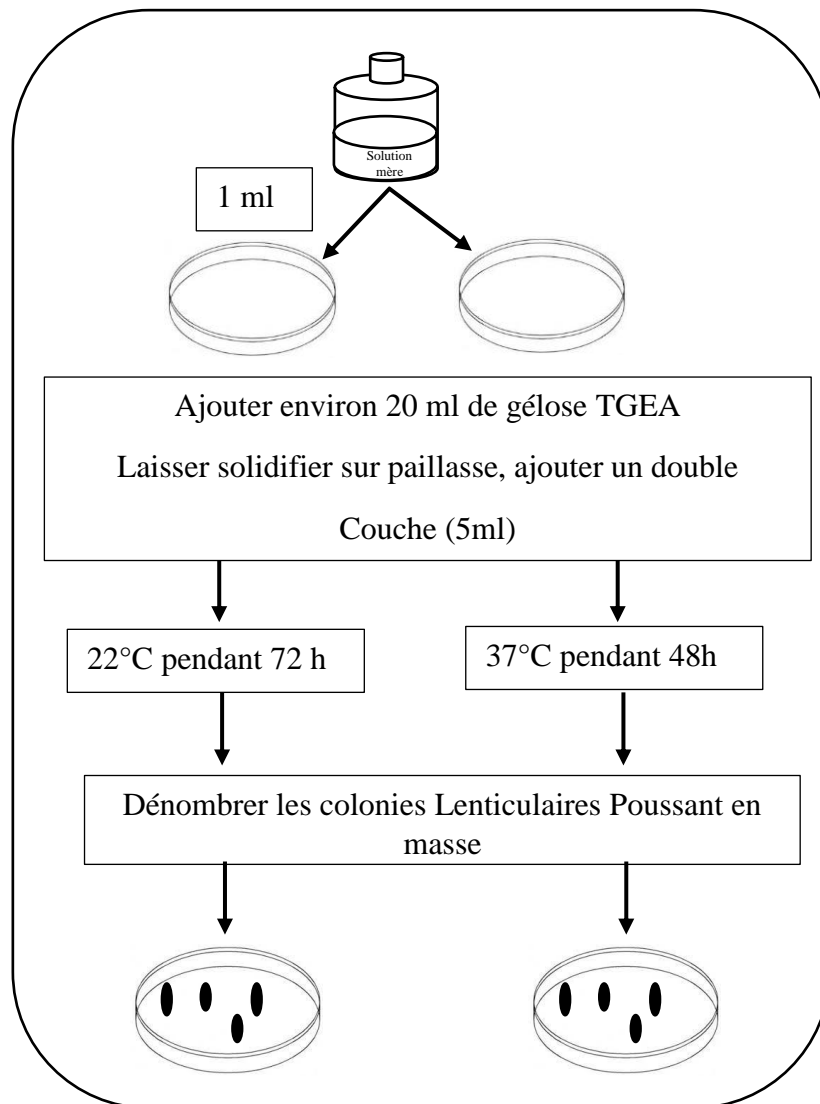 Solution
mère
1 ml
Ajouter environ 20 ml de gélose TGEA
Laisser solidifier sur paillasse, ajouter un double
Couche (5ml)
22°C pendant 72 h
37°C pendant 48h
Dénombrer les colonies Lenticulaires Poussant en
masse